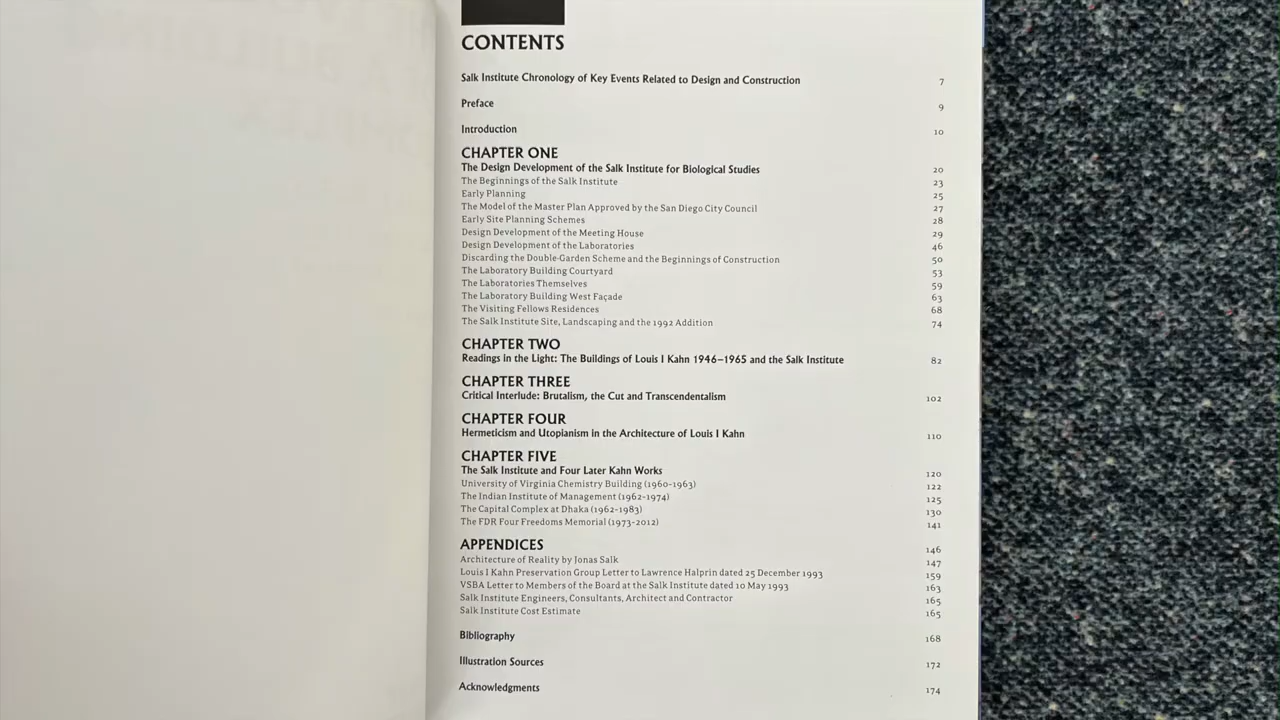 CONTENTS
Salk Institute Chronology of Key Events Related to Design and Construction 7
Preface 9
Introduction 10
CHAPTER ONE
The Design Development of the Salk Institute for Biological Studies 20
The Beginnings of the Salk Institute 23
Early Planning 25
The Model of the Master Plan Approved by the San Diego City Council 27
Early Site Planning Schemes 28
Design Development of the Meeting House 29
Design Development of the Laboratories 46
Discarding the Double-Garden Scheme and the Beginnings of Construction 50
The Laboratory Building Courtyard 53
The Laboratories Themselves 59
The Laboratory Building West Façade 63
The Visiting Fellows Residences 68
The Salk Institute Site, Landscaping and the 1992 Addition 74
CHAPTER TWO
Readings in the Light: The Buildings of Louis I Kahn 1946–1965 and the Salk Institute 82
CHAPTER THREE
Critical Interlude: Brutalism, the Cut and Transcendentalism 102
CHAPTER FOUR
Hermeticism and Utopianism in the Architecture of Louis I Kahn 110
CHAPTER FIVE
The Salk Institute and Four Later Kahn Works 120
University of Virginia Chemistry Building (1960-1963) 122
The Indian Institute of Management (1962-1974) 125
The Capital Complex at Dhaka (1962-1983) 130
The FDR Four Freedoms Memorial (1973-2012) 141
APPENDICES 146
Architecture of Reality by Jonas Salk 147
Louis I Kahn Preservation Group Letter to Lawrence Halprin dated 25 December 1993 159
VSBA Letter to Members of the Board at the Salk Institute dated 10 May 1993 163
Salk Institute Engineers, Consultants, Architect and Contractor 165
Salk Institute Cost Estimate 165
Bibliography 168
Illustration Sources 172
Acknowledgments 174